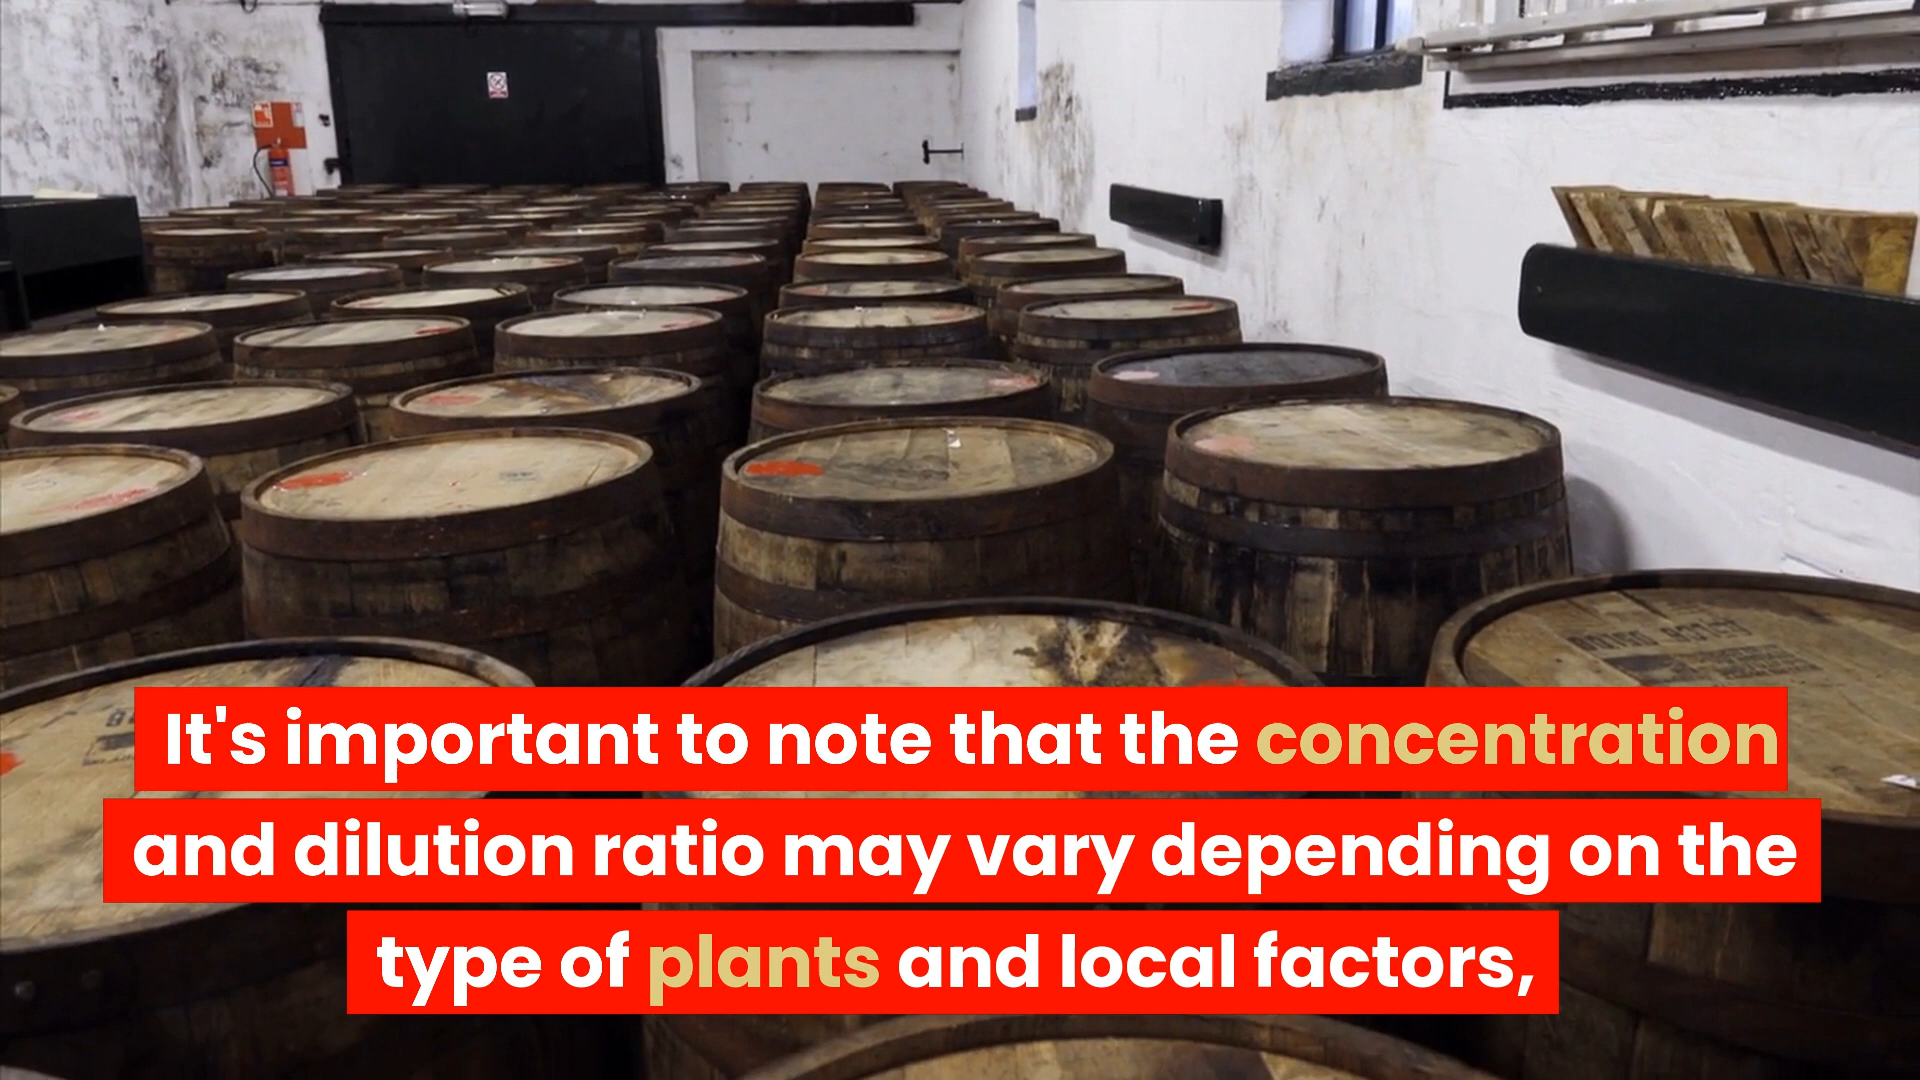 It's important to note that the concentration
and dilution ratio may vary depending on the
type of plants and local factors,